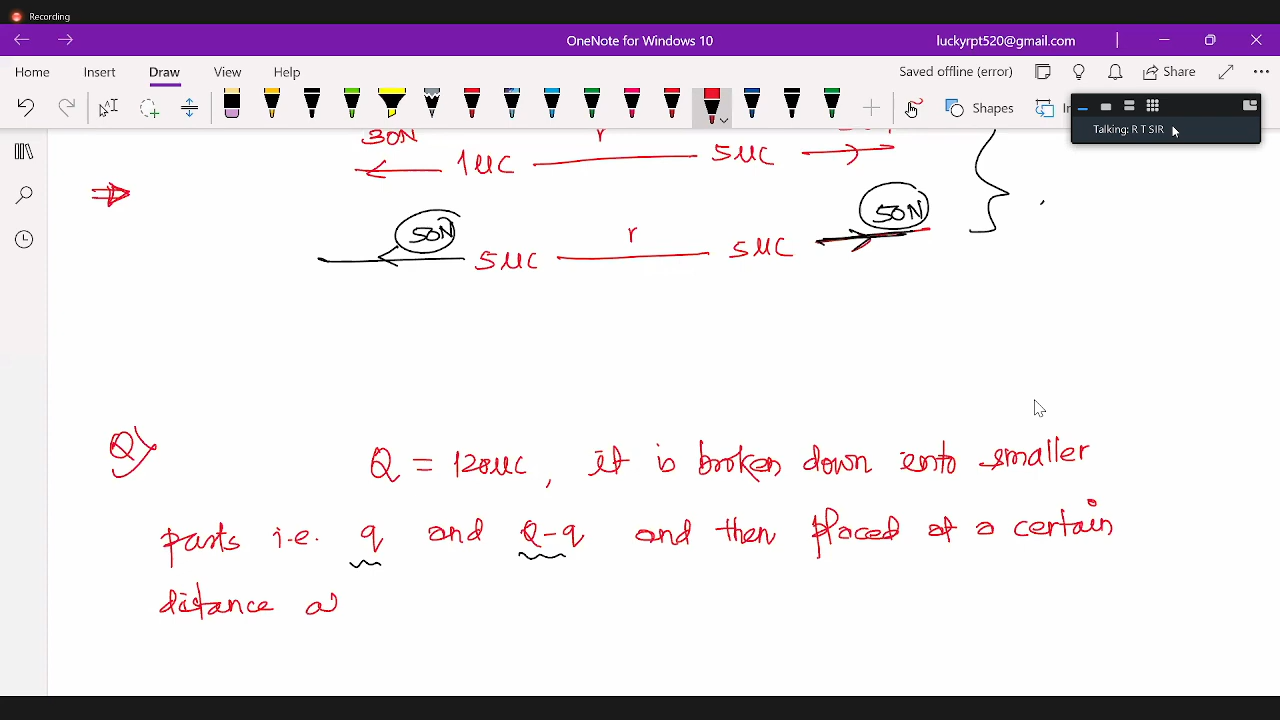 Recording
OneNote for Windows 10
luckyrpt520@gmail.com
Home Insert Draw View Help
Saved offline (error)
Share
Shapes
Talking: R T SIR
30N r
1μC 5μC
50N r 50N
5μC 5μC
Q) Q = 120μC, it is broken down into smaller
parts i.e. q and Q-q and then placed at a certain
distance